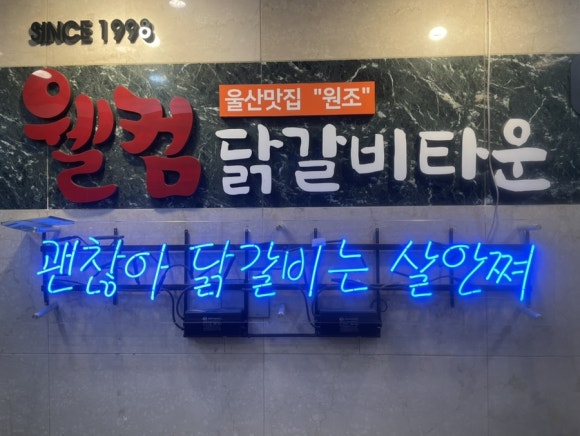 SINCE 1998
울산맛집 "원조"
웰컴 닭갈비타운
괜찮아 닭갈비는 살안쪄